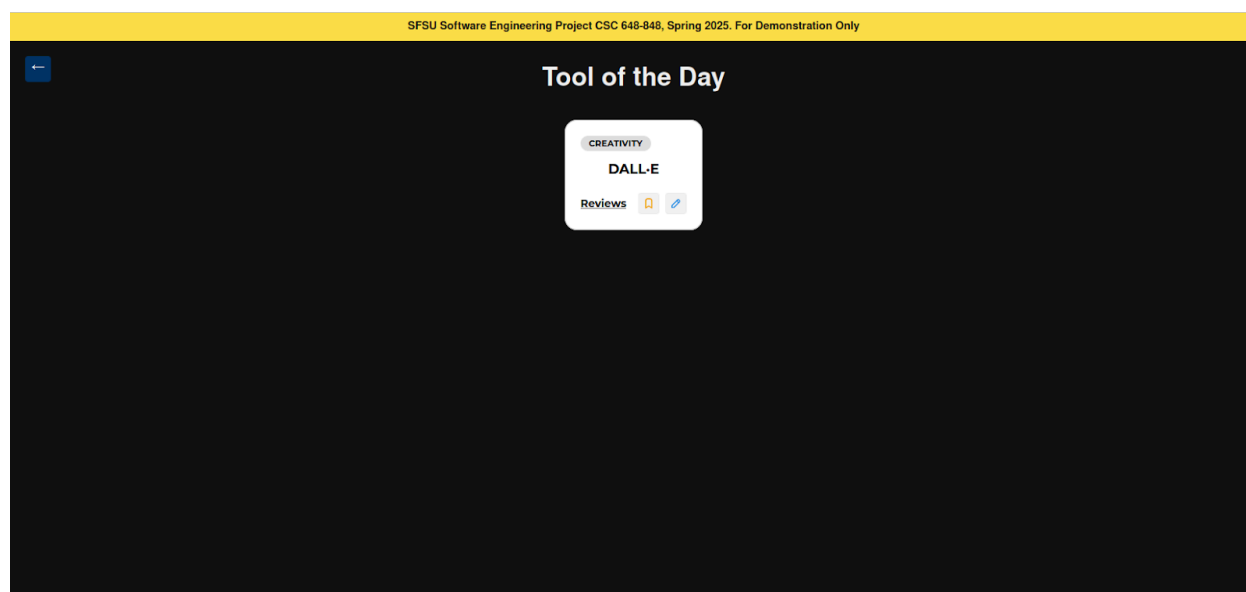 SFSU Software Engineering Project CSC 648-848, Spring 2025. For Demonstration Only
←
Tool of the Day
CREATIVITY
DALL·E
Reviews